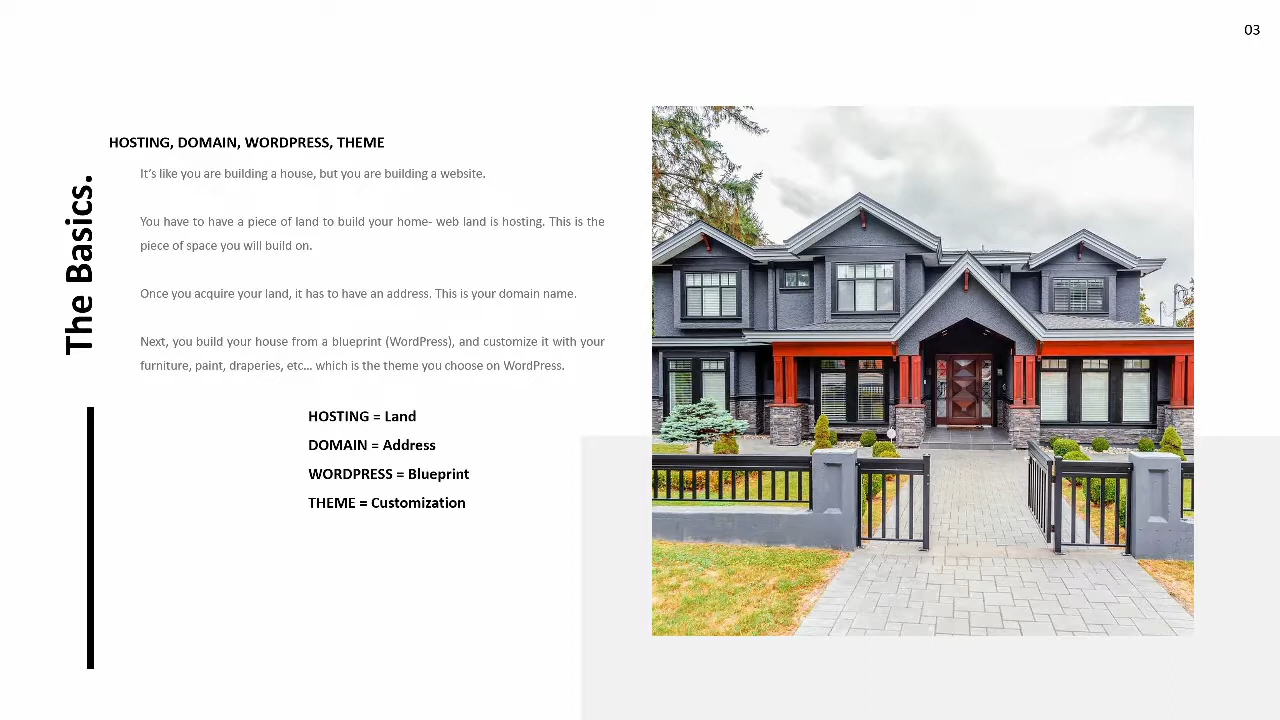 03
The Basics.
HOSTING, DOMAIN, WORDPRESS, THEME
It's like you are building a house, but you are building a website.
You have to have a piece of land to build your home- web land is hosting. This is the
piece of space you will build on.
Once you acquire your land, it has to have an address. This is your domain name.
Next, you build your house from a blueprint (WordPress), and customize it with your
furniture, paint, draperies, etc... which is the theme you choose on WordPress.
HOSTING = Land
DOMAIN = Address
WORDPRESS = Blueprint
THEME = Customization